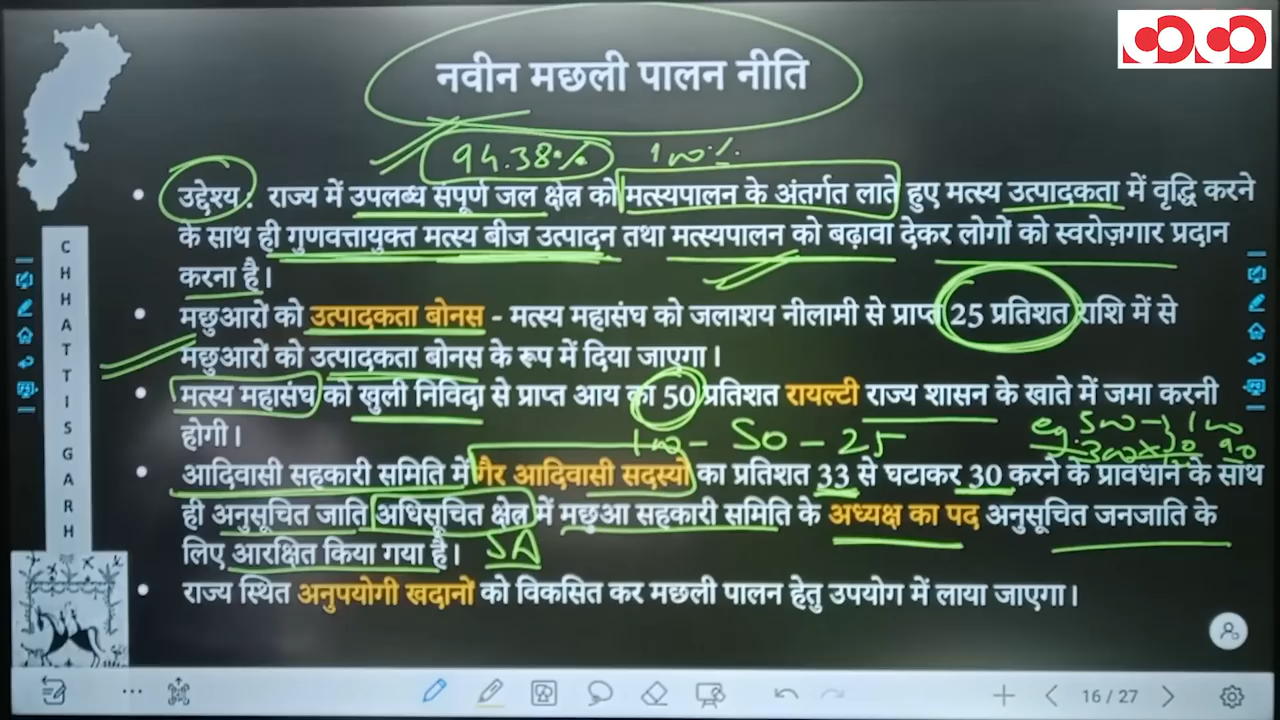 नवीन मछली पालन नीति
94.38% 100%
• उद्देश्य : राज्य में उपलब्ध संपूर्ण जल क्षेत्र को मत्स्यपालन के अंतर्गत लाते हुए मत्स्य उत्पादकता में वृद्धि करने
के साथ ही गुणवत्तायुक्त मत्स्य बीज उत्पादन तथा मत्स्यपालन को बढ़ावा देकर लोगों को स्वरोज़गार प्रदान
करना है।
• मछुआरों को उत्पादकता बोनस - मत्स्य महासंघ को जलाशय नीलामी से प्राप्त 25 प्रतिशत राशि में से
मछुआरों को उत्पादकता बोनस के रूप में दिया जाएगा।
• मत्स्य महासंघ को खुली निविदा से प्राप्त आय का 50 प्रतिशत रायल्टी राज्य शासन के खाते में जमा करनी
होगी।
100 - 50 - 25
• आदिवासी सहकारी समिति में गैर आदिवासी सदस्यों का प्रतिशत 33 से घटाकर 30 करने के प्रावधान के साथ
ही अनुसूचित जाति अधिसूचित क्षेत्र में मछुआ सहकारी समिति के अध्यक्ष का पद अनुसूचित जनजाति के
लिए आरक्षित किया गया है। SA
• राज्य स्थित अनुपयोगी खदानों को विकसित कर मछली पालन हेतु उपयोग में लाया जाएगा।
CHHATTISGARH
16 / 27